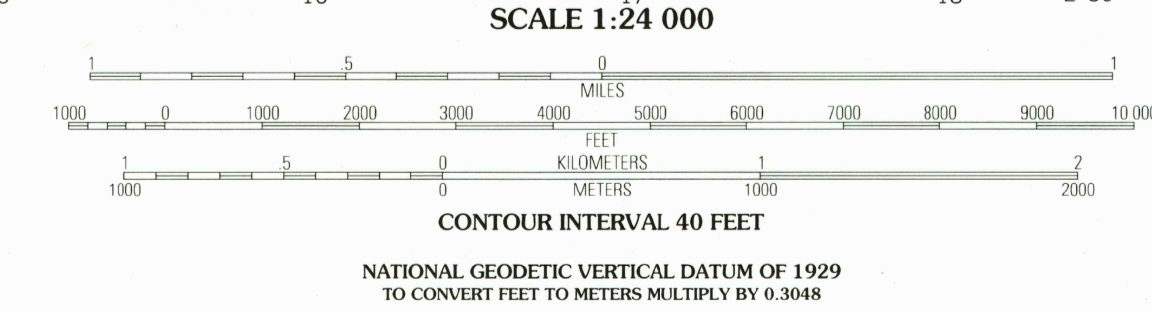 SCALE 1:24 000
1 .5 0 1
MILES
1000 0 1000 2000 3000 4000 5000 6000 7000 8000 9000 10 000
FEET
1 .5 0 KILOMETERS 1 2
1000 0 METERS 1000 2000
CONTOUR INTERVAL 40 FEET
NATIONAL GEODETIC VERTICAL DATUM OF 1929
TO CONVERT FEET TO METERS MULTIPLY BY 0.3048